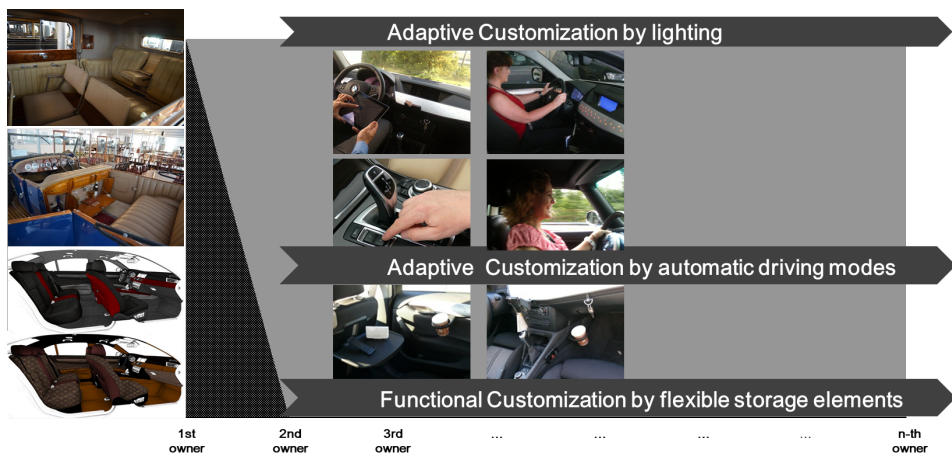 Adaptive Customization by lighting
Adaptive Customization by automatic driving modes
Functional Customization by flexible storage elements
1st owner
2nd owner
3rd owner
...
...
...
...
n-th owner